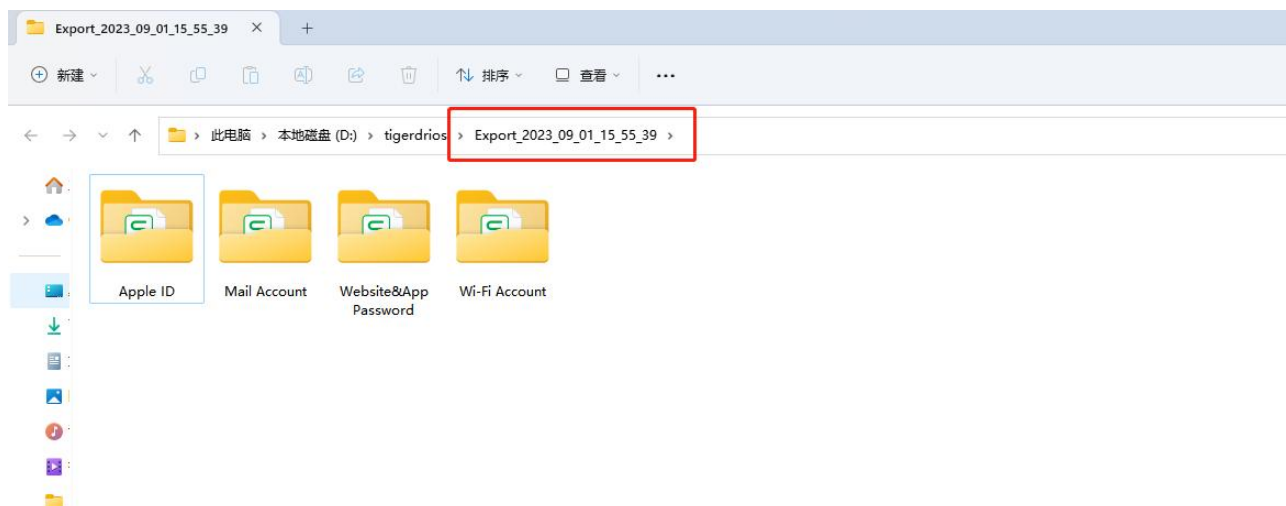 Export_2023_09_01_15_55_39
新建
排序
查看
此电脑 > 本地磁盘 (D:) > tigerdrios > Export_2023_09_01_15_55_39 >
Apple ID
Mail Account
Website&App
Password
Wi-Fi Account